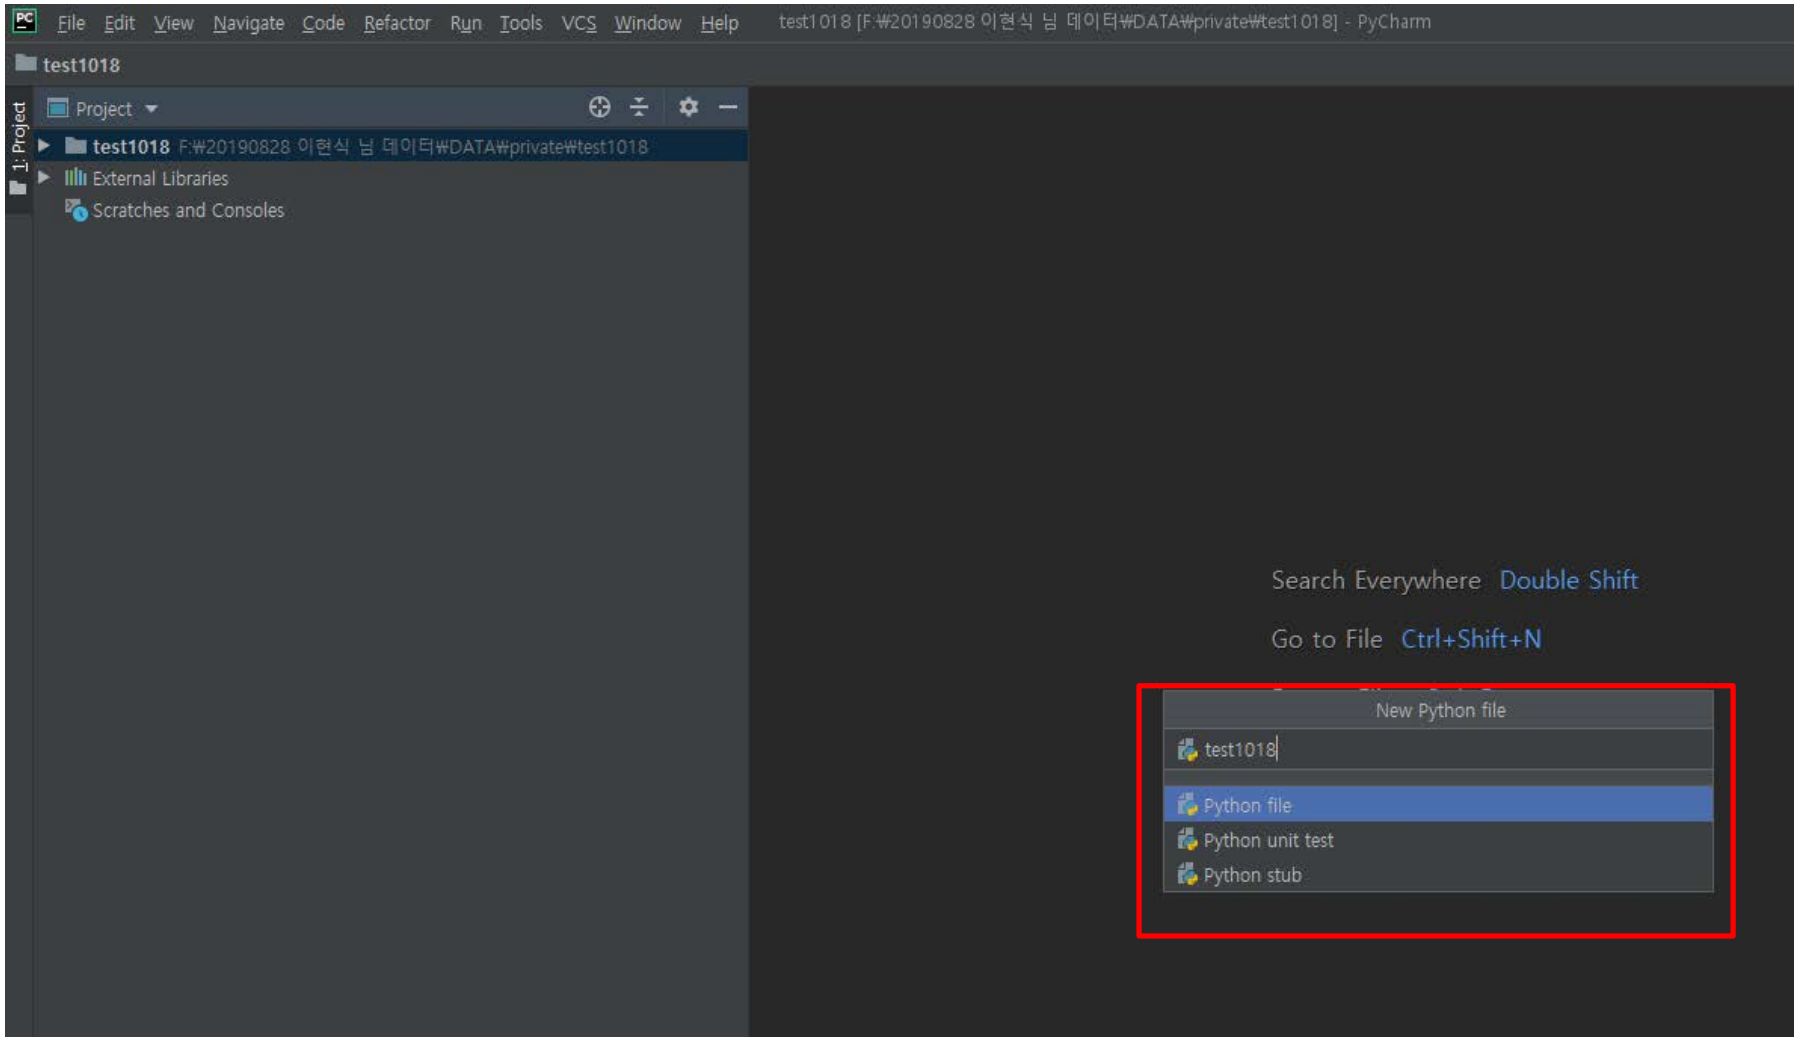 PC File Edit View Navigate Code Refactor Run Tools VCS Window Help test1018 [F:₩20190828 이현식 님 데이터₩DATA₩private₩test1018] - PyCharm
test1018
1: Project
Project
test1018 F:₩20190828 이현식 님 데이터₩DATA₩private₩test1018
External Libraries
Scratches and Consoles
Search Everywhere Double Shift
Go to File Ctrl+Shift+N
New Python file
test1018
Python file
Python unit test
Python stub